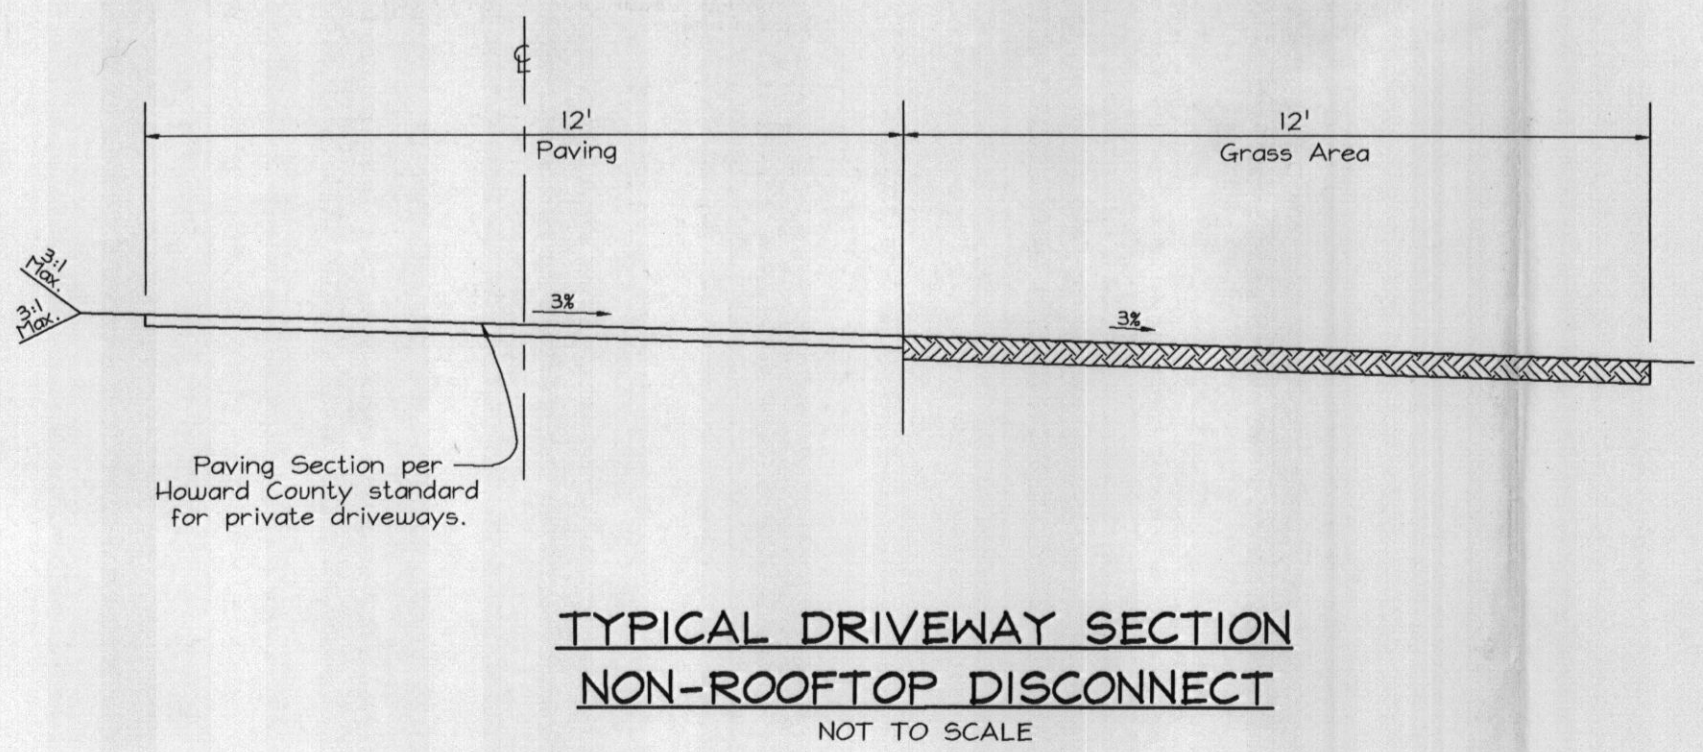 ℄
12'
Paving
12'
Grass Area
3:1
Max.
3:1
Max.
3%
3%
Paving Section per
Howard County standard
for private driveways.
TYPICAL DRIVEWAY SECTION
NON-ROOFTOP DISCONNECT
NOT TO SCALE